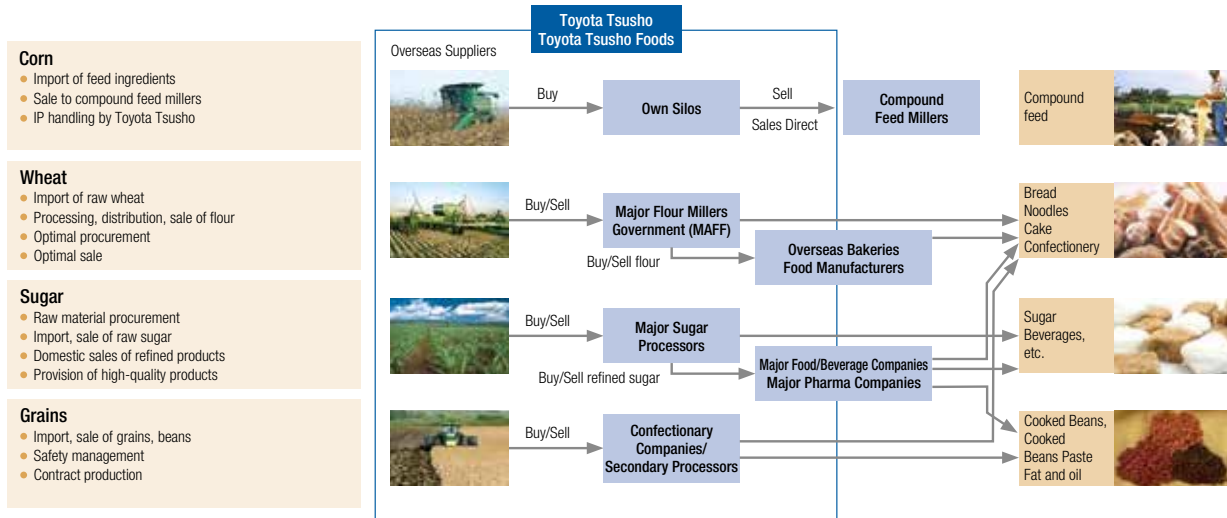 Toyota Tsusho
Toyota Tsusho Foods
Corn
Import of feed ingredients
Sale to compound feed millers
IP handling by Toyota Tsusho
Overseas Suppliers
Buy
Own Silos
Sell
Sales Direct
Compound
Feed Millers
Compound
feed
Wheat
Import of raw wheat
Processing, distribution, sale of flour
Optimal procurement
Optimal sale
Buy/Sell
Major Flour Millers
Government (MAFF)
Buy/Sell flour
Overseas Bakeries
Food Manufacturers
Bread
Noodles
Cake
Confectionery
Sugar
Raw material procurement
Import, sale of raw sugar
Domestic sales of refined products
Provision of high-quality products
Buy/Sell
Major Sugar
Processors
Buy/Sell refined sugar
Major Food/Beverage Companies
Major Pharma Companies
Sugar
Beverages,
etc.
Grains
Import, sale of grains, beans
Safety management
Contract production
Buy/Sell
Confectionary
Companies/
Secondary Processors
Cooked Beans,
Cooked
Beans Paste
Fat and oil